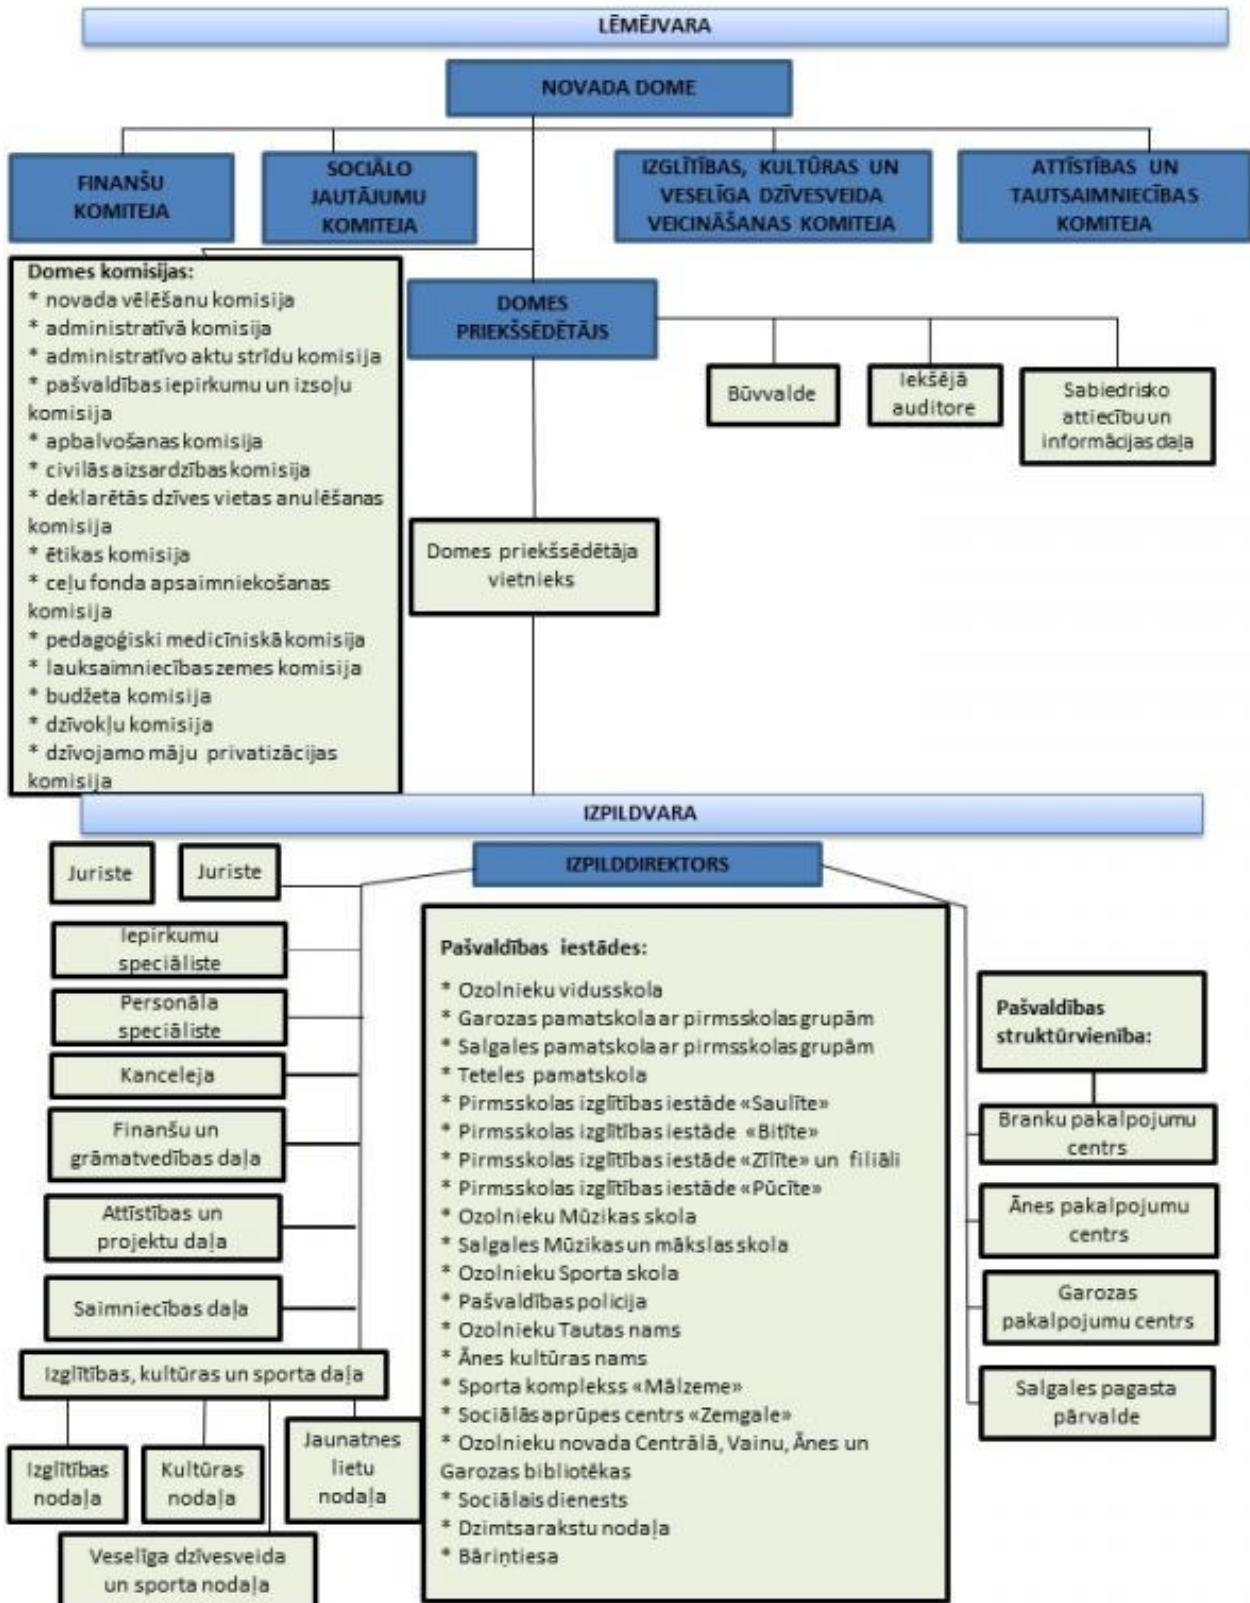 LĒMĒJVARA
NOVADA DOME
FINANŠU
KOMITEJA
SOCIĀLO
JAUTĀJUMU
KOMITEJA
IZGLĪTĪBAS, KULTŪRAS UN
VESELĪGA DZĪVESVEIDA
VEICINĀŠANAS KOMITEJA
ATTĪSTĪBAS UN
TAUTSAIMNIECĪBAS
KOMITEJA
Domes komisijas:
* novada vēlēšanu komisija
* administratīvā komisija
* administratīvo aktu strīdu komisija
* pašvaldības iepirkumu un izsoļu
komisija
* apbalvošanas komisija
* civilās aizsardzības komisija
* deklarētās dzīves vietas anulēšanas
komisija
* ētikas komisija
* ceļu fonda apsaimniekošanas
komisija
* pedagoģiski medicīniskā komisija
* lauksaimniecības zemes komisija
* budžeta komisija
* dzīvokļu komisija
* dzīvojamo māju privatizācijas
komisija
DOMES
PRIEKŠSĒDĒTĀJS
Būvvalde
Iekšējā
auditore
Sabiedrisko
attiecību un
informācijas daļa
Domes priekšsēdētāja
vietnieks
IZPILDVARA
IZPILDDIREKTORS
Juriste
Juriste
Iepirkumu
speciāliste
Personāla
speciāliste
Kanceleja
Finanšu un
grāmatvedības daļa
Attīstības un
projektu daļa
Saimniecības daļa
Izglītības, kultūras un sporta daļa
Izglītības
nodaļa
Kultūras
nodaļa
Jaunatnes
lietu
nodaļa
Veselīga dzīvesveida
un sporta nodaļa
Pašvaldības iestādes:
* Ozolnieku vidusskola
* Garozas pamatskola ar pirmsskolas grupām
* Salgales pamatskola ar pirmsskolas grupām
* Teteles pamatskola
* Pirmsskolas izglītības iestāde «Saulīte»
* Pirmsskolas izglītības iestāde «Bitīte»
* Pirmsskolas izglītības iestāde «Zīlīte» un filiāli
* Pirmsskolas izglītības iestāde «Pūcīte»
* Ozolnieku Mūzikas skola
* Salgales Mūzikas un mākslas skola
* Ozolnieku Sporta skola
* Pašvaldības policija
* Ozolnieku Tautas nams
* Ānes kultūras nams
* Sporta komplekss «Mālzeme»
* Sociālās aprūpes centrs «Zemgale»
* Ozolnieku novada Centrālā, Vainu, Ānes un
Garozas bibliotēkas
* Sociālais dienests
* Dzimtsarakstu nodaļa
* Bāriņtiesa
Pašvaldības
struktūrvienība:
Branku pakalpojumu
centrs
Ānes pakalpojumu
centrs
Garozas
pakalpojumu centrs
Salgales pagasta
pārvalde